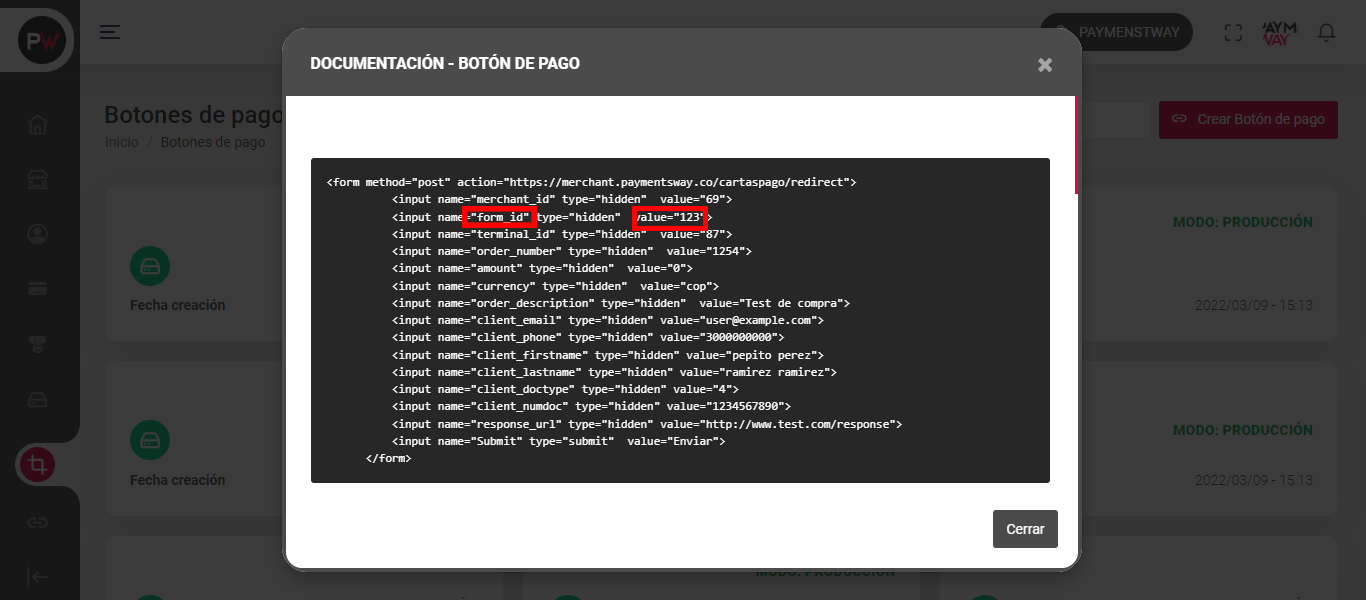 PW
PAYMENSTWAY
AYM
WAY
DOCUMENTACIÓN - BOTÓN DE PAGO
Botones de pago
Crear Botón de pago
Inicio / Botones de pago
<form method="post" action="https://merchant.paymentsway.co/cartaspago/redirect">
<input name="merchant_id" type="hidden" value="69">
<input name="form_id" type="hidden" value="123">
<input name="terminal_id" type="hidden" value="87">
<input name="order_number" type="hidden" value="1254">
<input name="amount" type="hidden" value="0">
<input name="currency" type="hidden" value="cop">
<input name="order_description" type="hidden" value="Test de compra">
<input name="client_email" type="hidden" value="user@example.com">
<input name="client_phone" type="hidden" value="3000000000">
<input name="client_firstname" type="hidden" value="pepito perez">
<input name="client_lastname" type="hidden" value="ramirez ramirez">
<input name="client_doctype" type="hidden" value="4">
<input name="client_numdoc" type="hidden" value="1234567890">
<input name="response_url" type="hidden" value="http://www.test.com/response">
<input name="Submit" type="submit" value="Enviar">
</form>
MODO: PRODUCCIÓN
Fecha creación
2022/03/09 - 15:13
MODO: PRODUCCIÓN
Fecha creación
2022/03/09 - 15:13
Cerrar
MODO: PRODUCCIÓN